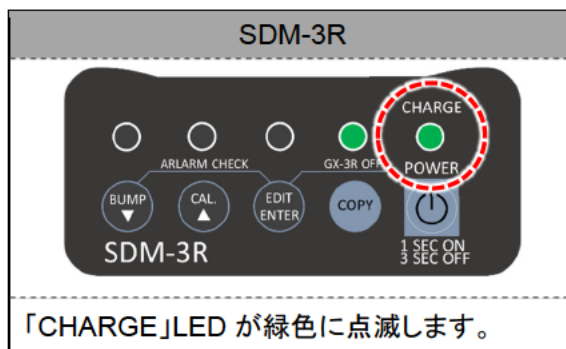 SDM-3R
CHARGE
ARLARM CHECK
GX-3R OFF
POWER
BUMP
▼
CAL.
▲
EDIT
ENTER
COPY
SDM-3R
1 SEC ON
3 SEC OFF
「CHARGE」LED が緑色に点滅します。